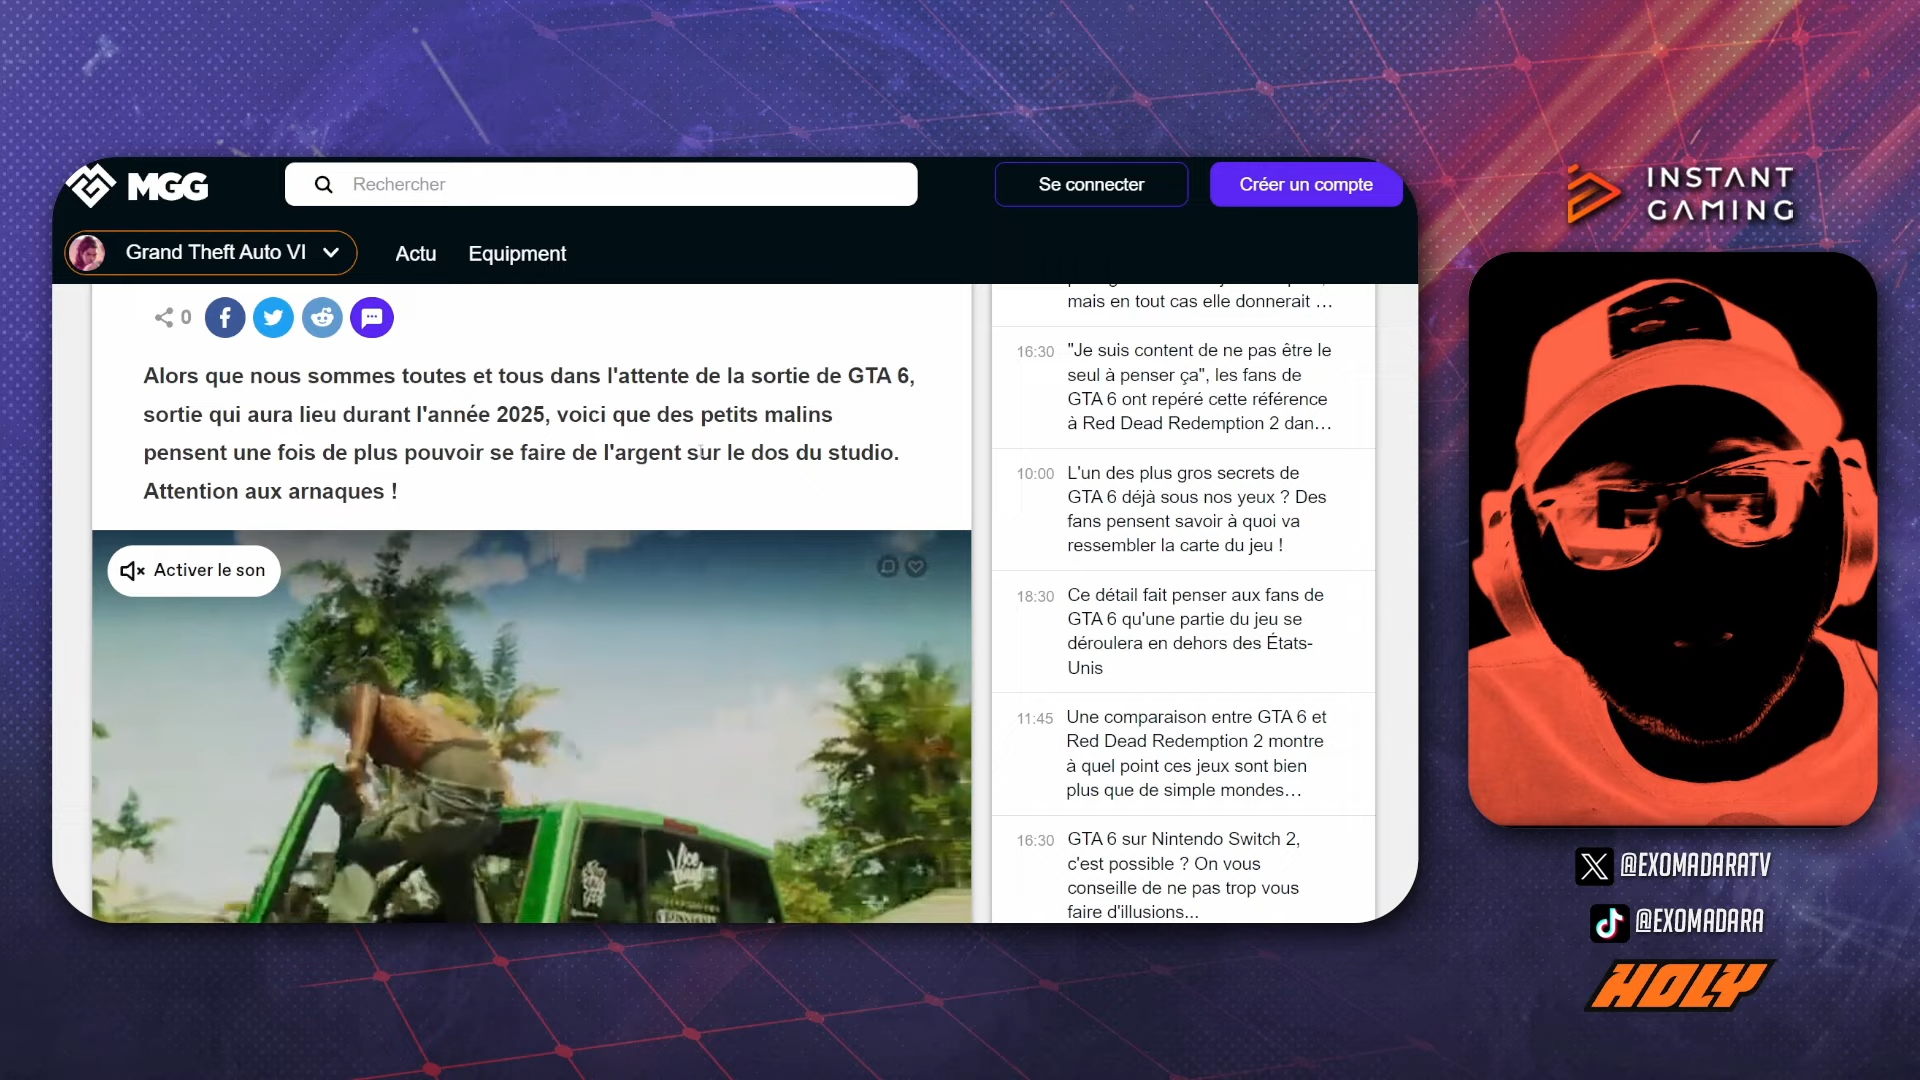 MGG
Rechercher
Se connecter
Créer un compte
Grand Theft Auto VI
Actu
Equipment
0
Alors que nous sommes toutes et tous dans l'attente de la sortie de GTA 6,
sortie qui aura lieu durant l'année 2025, voici que des petits malins
pensent une fois de plus pouvoir se faire de l'argent sur le dos du studio.
Attention aux arnaques !
Activer le son
Vice
mais en tout cas elle donnerait ...
16:30 "Je suis content de ne pas être le
seul à penser ça", les fans de
GTA 6 ont repéré cette référence
à Red Dead Redemption 2 dan...
10:00 L'un des plus gros secrets de
GTA 6 déjà sous nos yeux ? Des
fans pensent savoir à quoi va
ressembler la carte du jeu !
18:30 Ce détail fait penser aux fans de
GTA 6 qu'une partie du jeu se
déroulera en dehors des États-
Unis
11:45 Une comparaison entre GTA 6 et
Red Dead Redemption 2 montre
à quel point ces jeux sont bien
plus que de simple mondes...
16:30 GTA 6 sur Nintendo Switch 2,
c'est possible ? On vous
conseille de ne pas trop vous
faire d'illusions...
INSTANT
GAMING
@EXOMADARATV
@EXOMADARA
HOLY